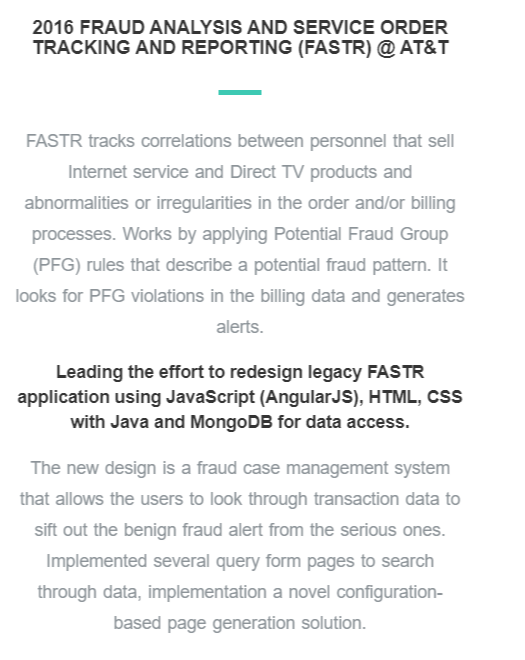 2016 FRAUD ANALYSIS AND SERVICE ORDER
TRACKING AND REPORTING (FASTR) @ AT&T
FASTR tracks correlations between personnel that sell
Internet service and Direct TV products and
abnormalities or irregularities in the order and/or billing
processes. Works by applying Potential Fraud Group
(PFG) rules that describe a potential fraud pattern. It
looks for PFG violations in the billing data and generates
alerts.
Leading the effort to redesign legacy FASTR
application using JavaScript (AngularJS), HTML, CSS
with Java and MongoDB for data access.
The new design is a fraud case management system
that allows the users to look through transaction data to
sift out the benign fraud alert from the serious ones.
Implemented several query form pages to search
through data, implementation a novel configuration-
based page generation solution.